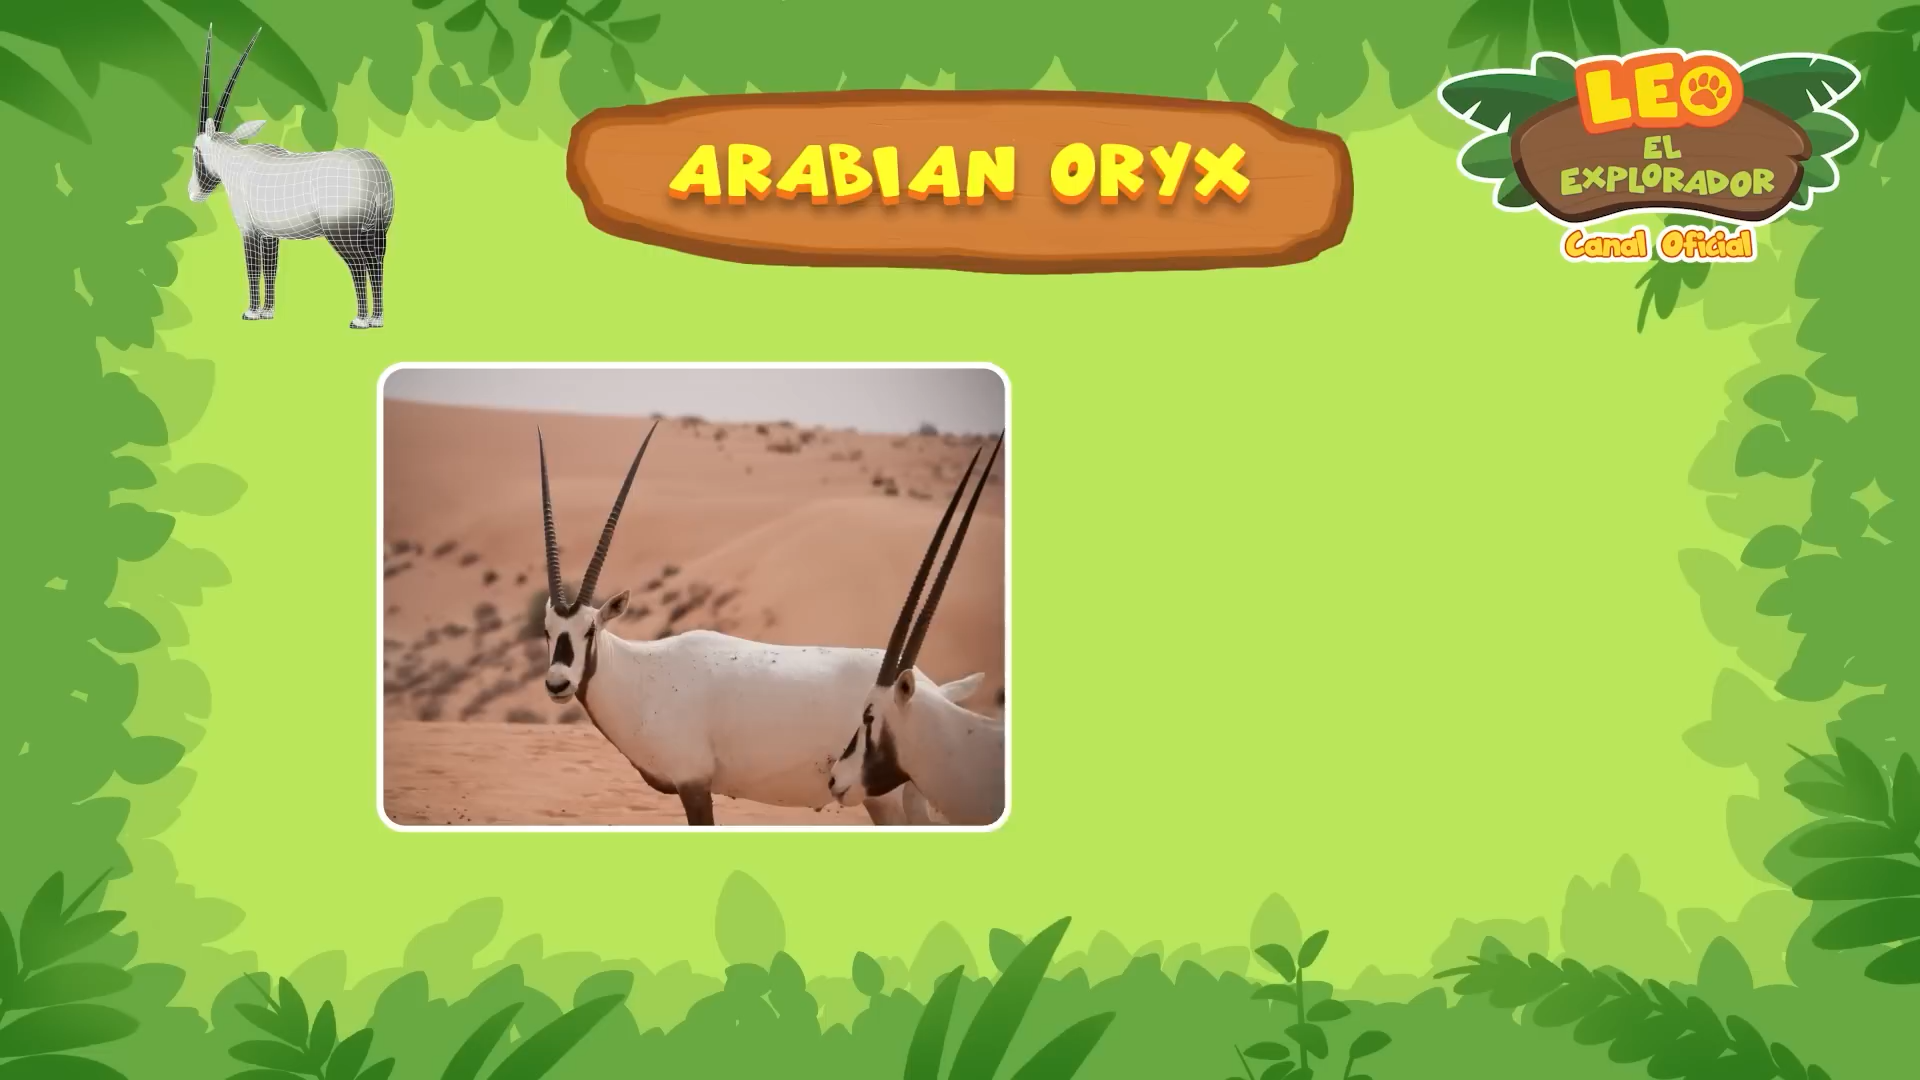 ARABIAN ORYX
LEO
EL
EXPLORADOR
Canal Oficial